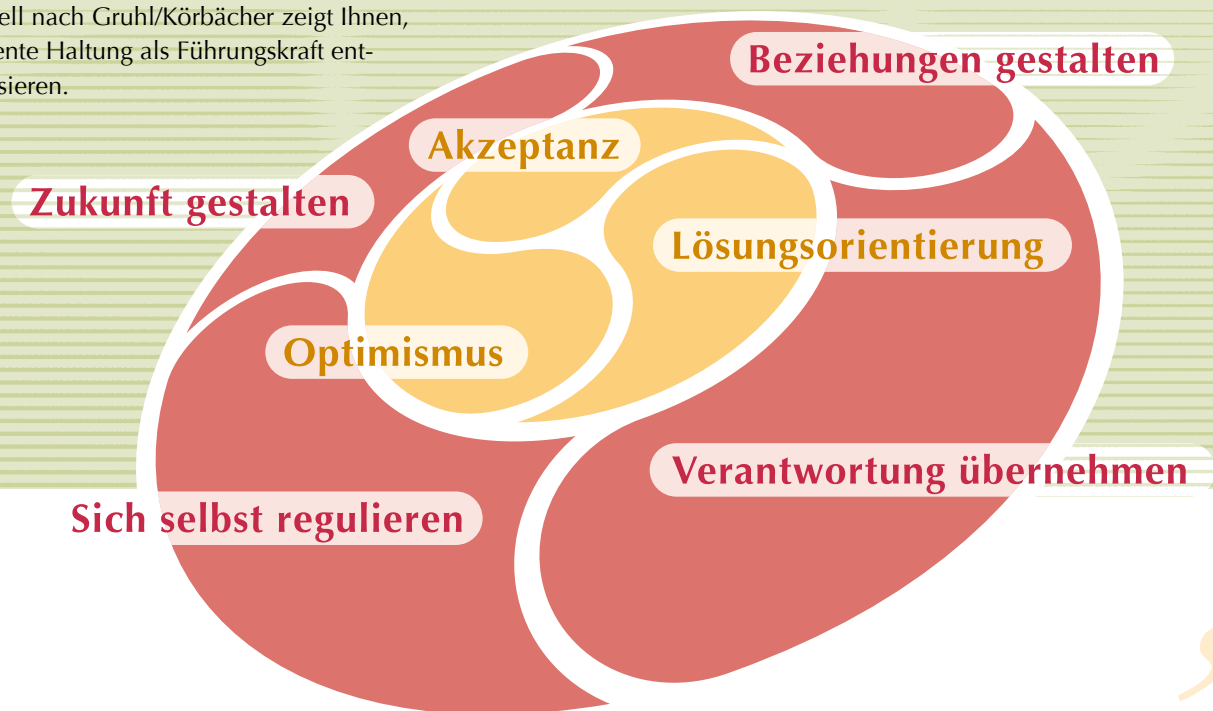 ell nach Gruhl/Körbächer zeigt Ihnen,
ente Haltung als Führungskraft ent-
sieren.
Beziehungen gestalten
Akzeptanz
Zukunft gestalten
Lösungsorientierung
Optimismus
Verantwortung übernehmen
Sich selbst regulieren